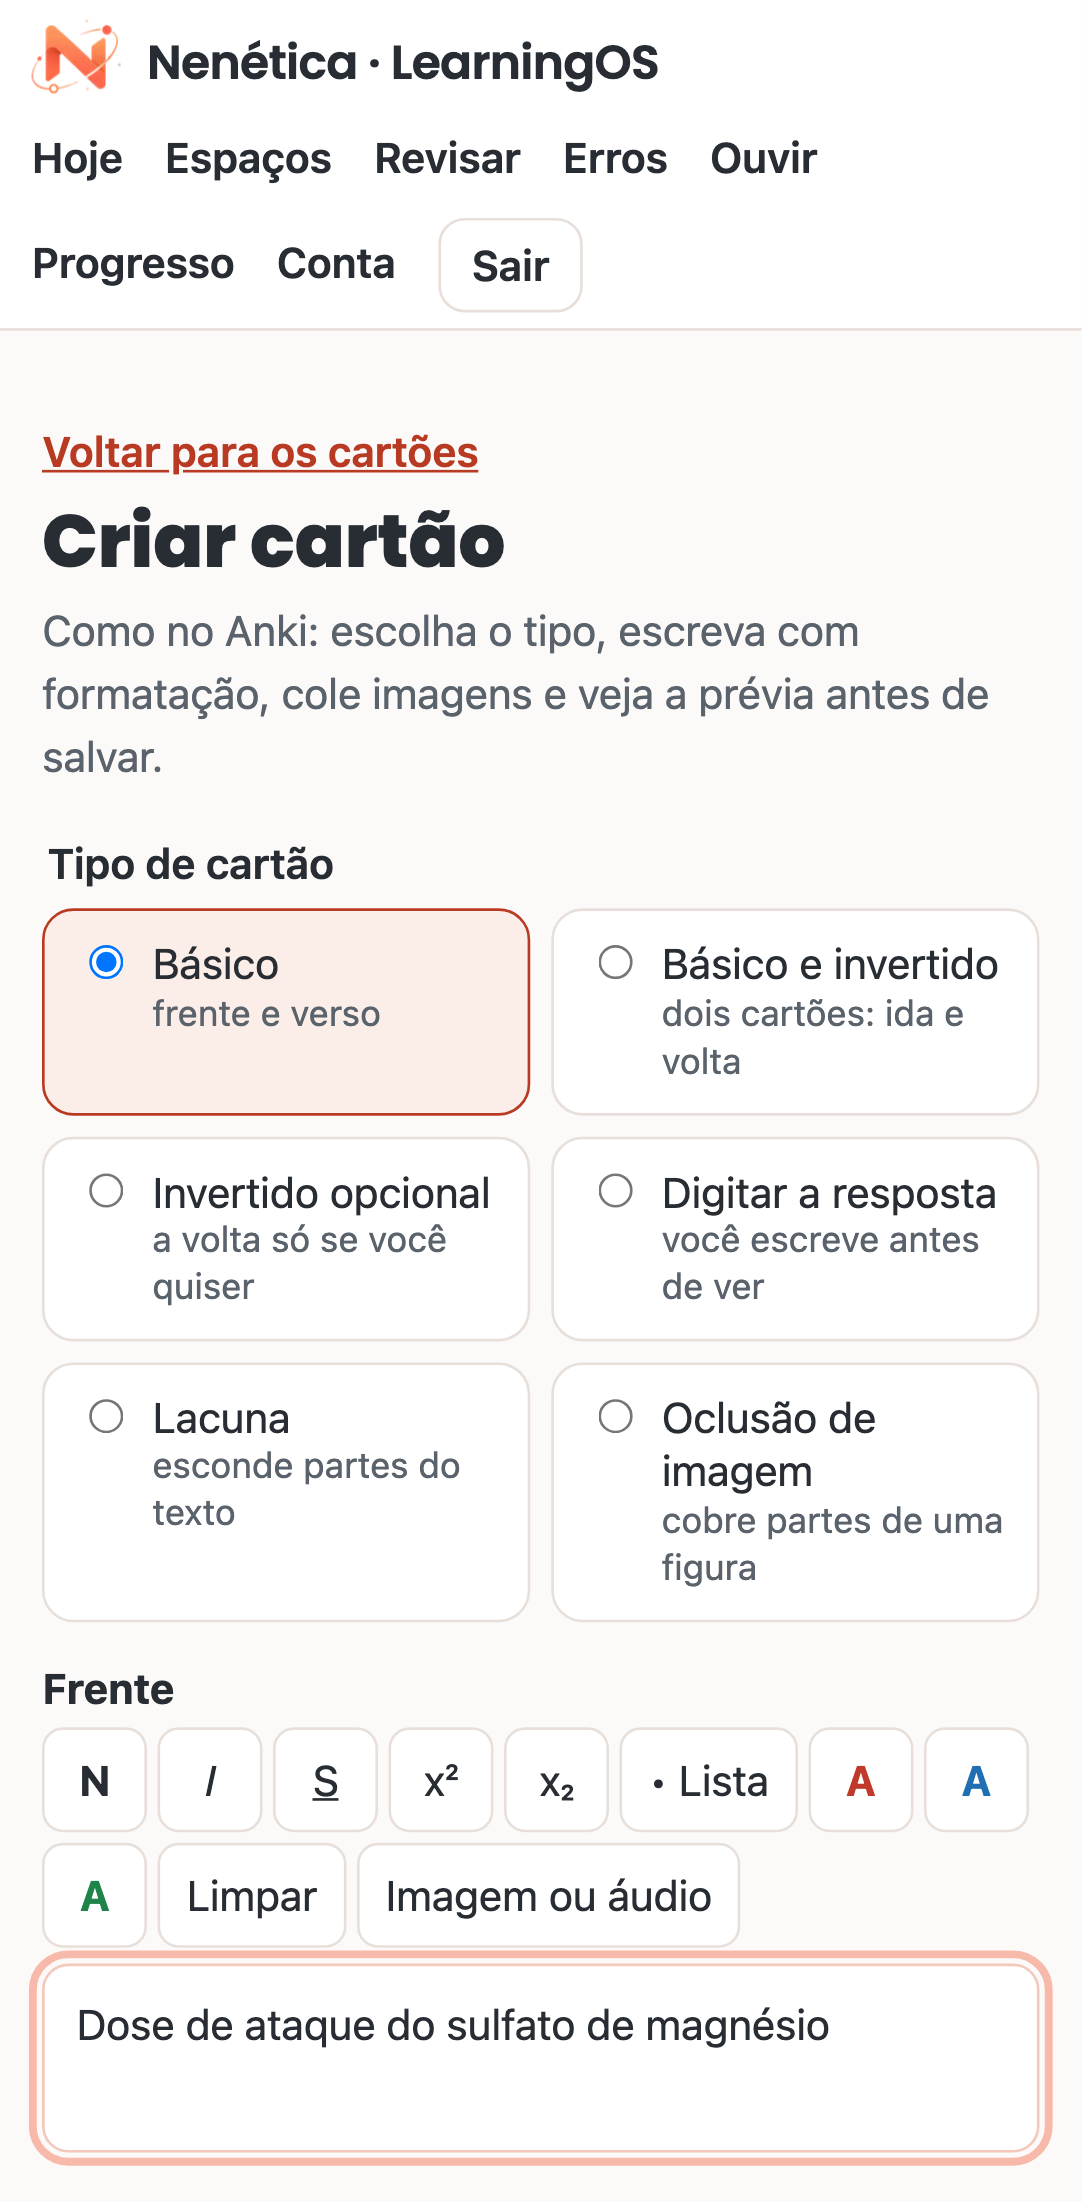 Nenética · LearningOS
Hoje Espaços Revisar Erros Ouvir
Progresso Conta Sair
Voltar para os cartões
Criar cartão
Como no Anki: escolha o tipo, escreva com
formatação, cole imagens e veja a prévia antes de
salvar.
Tipo de cartão
Básico
frente e verso
Básico e invertido
dois cartões: ida e
volta
Invertido opcional
a volta só se você
quiser
Digitar a resposta
você escreve antes
de ver
Lacuna
esconde partes do
texto
Oclusão de
imagem
cobre partes de uma
figura
Frente
N I S x² x₂ • Lista A A
A Limpar Imagem ou áudio
Dose de ataque do sulfato de magnésio